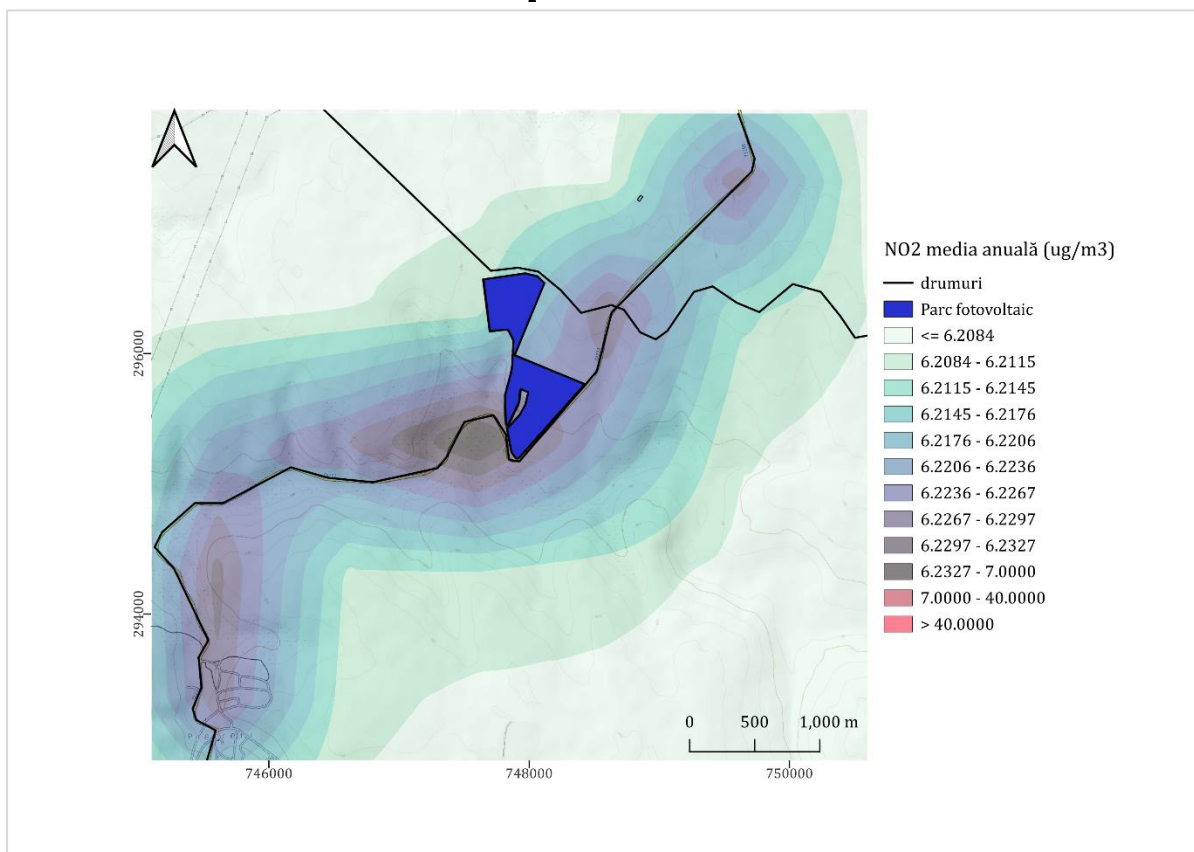 NO2 media anuală (ug/m3)
drumuri
Parc fotovoltaic
<= 6.2084
6.2084 - 6.2115
6.2115 - 6.2145
6.2145 - 6.2176
6.2176 - 6.2206
6.2206 - 6.2236
6.2236 - 6.2267
6.2267 - 6.2297
6.2297 - 6.2327
6.2327 - 7.0000
7.0000 - 40.0000
> 40.0000
296000
294000
0 500 1,000 m
746000 748000 750000